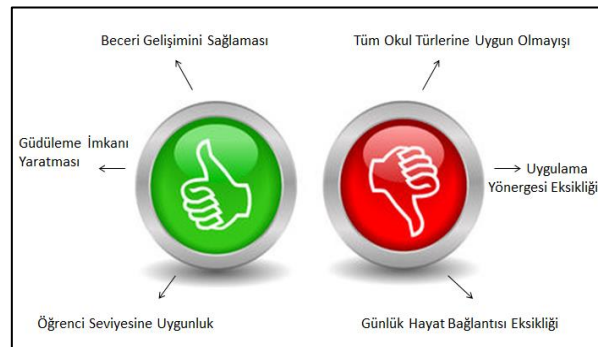 Beceri Gelişimini Sağlaması
Tüm Okul Türlerine Uygun Olmayışı
Güdüleme İmkanı
Yaratması
Uygulama
Yönergesi Eksikliği
Öğrenci Seviyesine Uygunluk
Günlük Hayat Bağlantısı Eksikliği